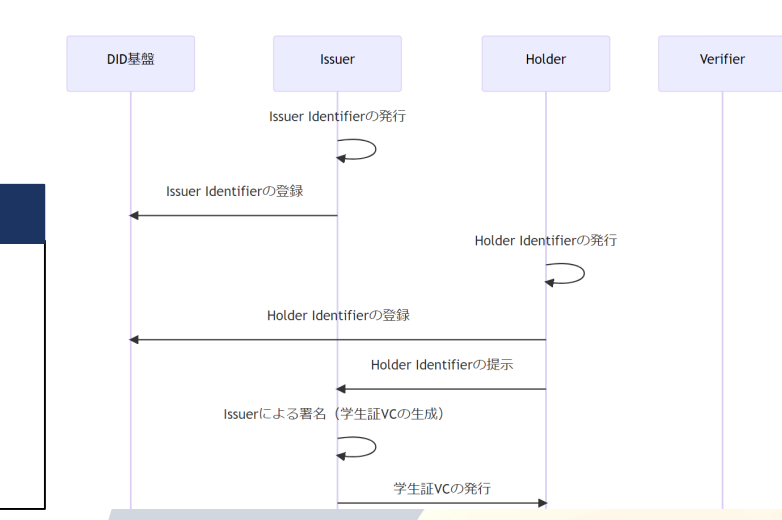 DID基盤
Issuer
Holder
Verifier
Issuer Identifierの発行
Issuer Identifierの登録
Holder Identifierの発行
Holder Identifierの登録
Holder Identifierの提示
Issuerによる署名（学生証VCの生成）
学生証VCの発行